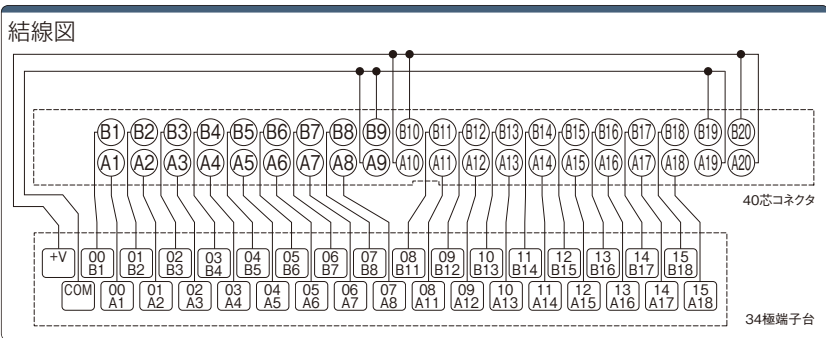 結線図
B1 B2 B3 B4 B5 B6 B7 B8 B9 B10 B11 B12 B13 B14 B15 B16 B17 B18 B19 B20
A1 A2 A3 A4 A5 A6 A7 A8 A9 A10 A11 A12 A13 A14 A15 A16 A17 A18 A19 A20
40芯コネクタ
+V 00 01 02 03 04 05 06 07 08 09 10 11 12 13 14 15
B1 B2 B3 B4 B5 B6 B7 B8 B11 B12 B13 B14 B15 B16 B17 B18
COM 00 01 02 03 04 05 06 07 08 09 10 11 12 13 14 15
A1 A2 A3 A4 A5 A6 A7 A8 A11 A12 A13 A14 A15 A16 A17 A18
34極端子台